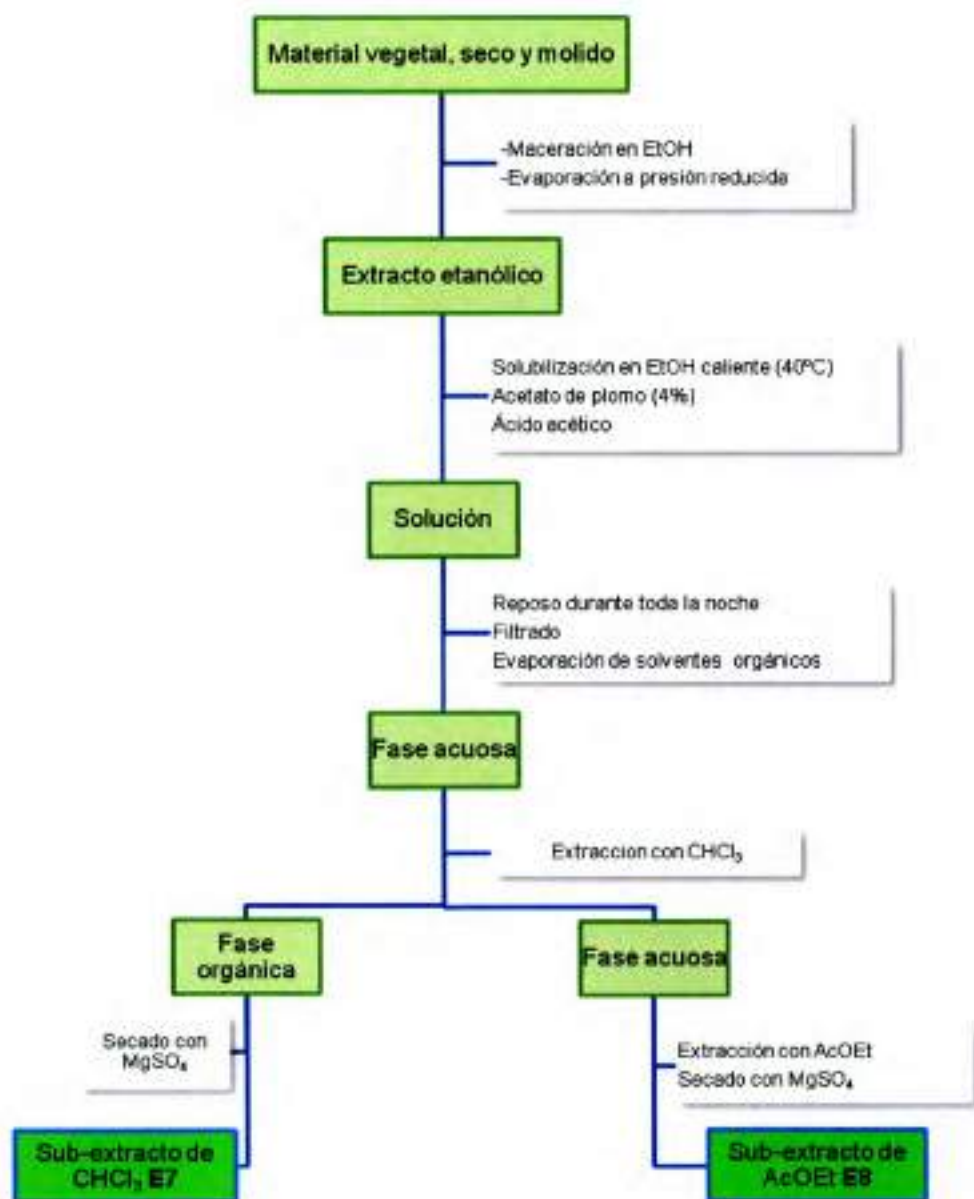 Material vegetal, seco y molido
-Maceración en EtOH
-Evaporación a presión reducida
Extracto etanólico
Solubilización en EtOH caliente (40ºC)
Acetato de plomo (4%)
Ácido acético
Solución
Reposo durante toda la noche
Filtrado
Evaporación de solventes orgánicos
Fase acuosa
Extraccion con CHCl₃
Fase
orgánica
Fase acuosa
Secado con
MgSO₄
Extracción con AcOEt
Secado con MgSO₄
Sub-extracto de
CHCl₃ E7
Sub-extracto de
AcOEt E8